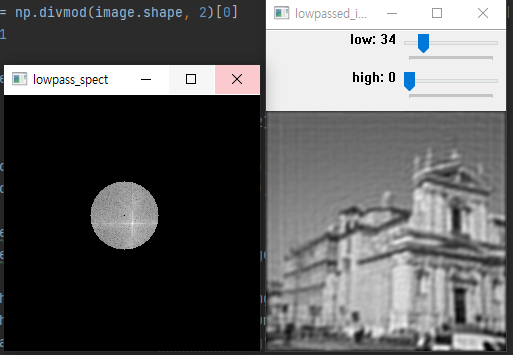 = np.divmod(image.shape, 2)[0]
lowpass_spect
lowpassed_i...
low: 34
high: 0